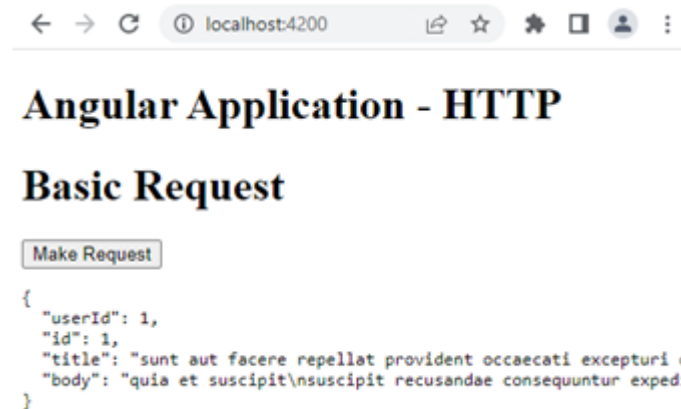 localhost:4200
Angular Application - HTTP
Basic Request
Make Request
{
"userId": 1,
"id": 1,
"title": "sunt aut facere repellat provident occaecati excepturi
"body": "quia et suscipit\nsuscipit recusandae consequuntur exped
}